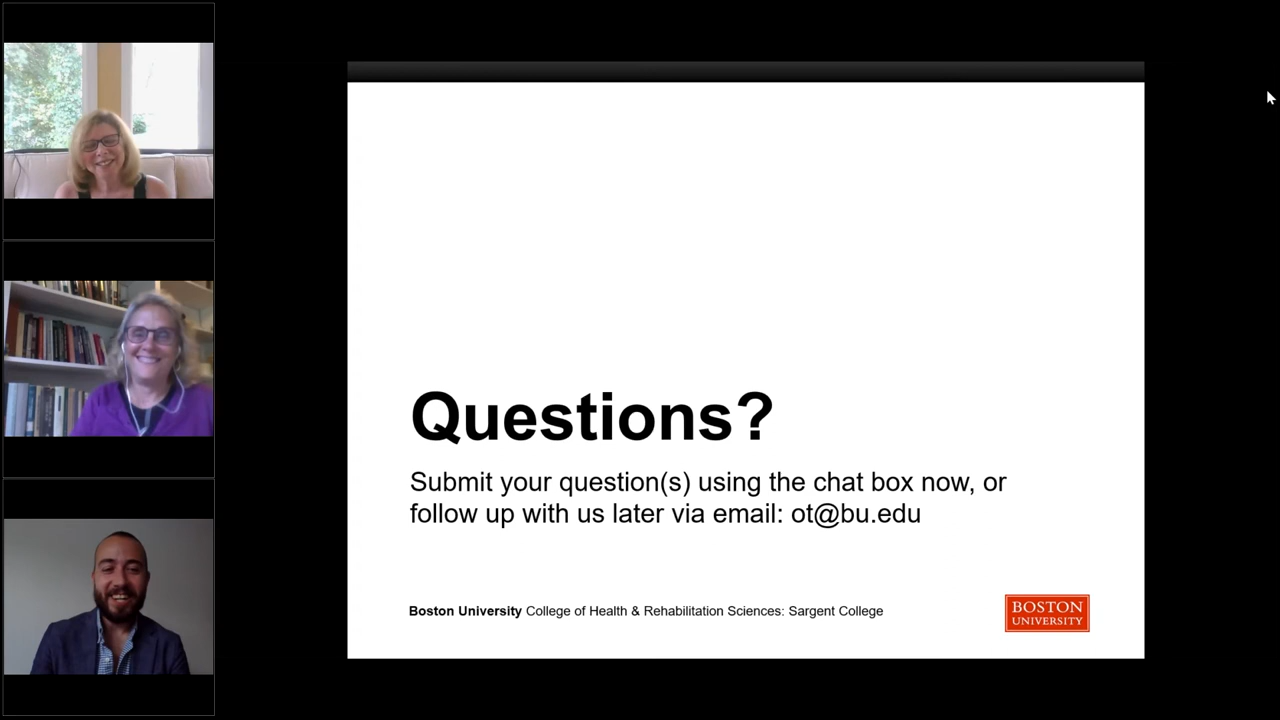 Questions?
Submit your question(s) using the chat box now, or
follow up with us later via email: ot@bu.edu
Boston University College of Health & Rehabilitation Sciences: Sargent College
BOSTON
UNIVERSITY